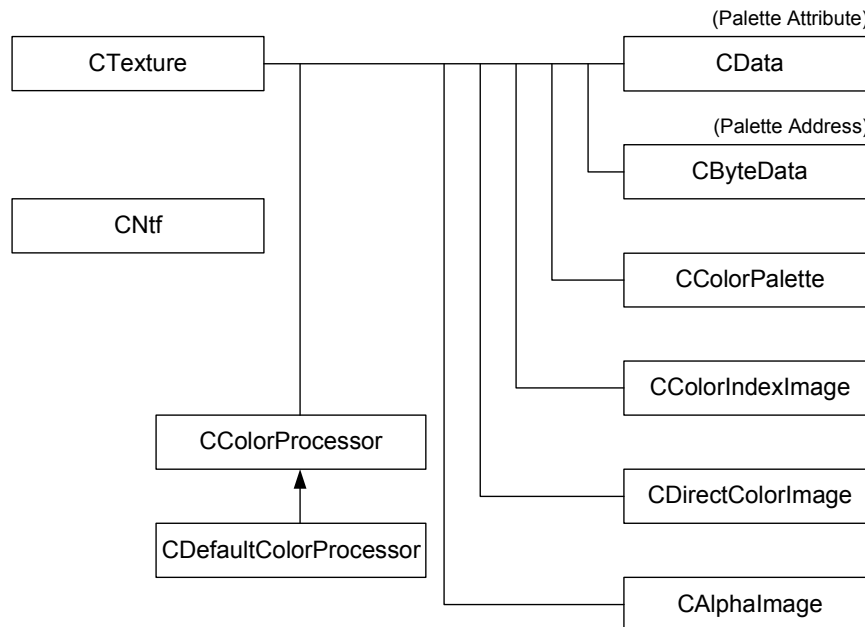 (Palette Attribute)
CTexture
CData
(Palette Address)
CByteData
CNtf
CColorPalette
CColorIndexImage
CColorProcessor
CDirectColorImage
CDefaultColorProcessor
CAlphaImage